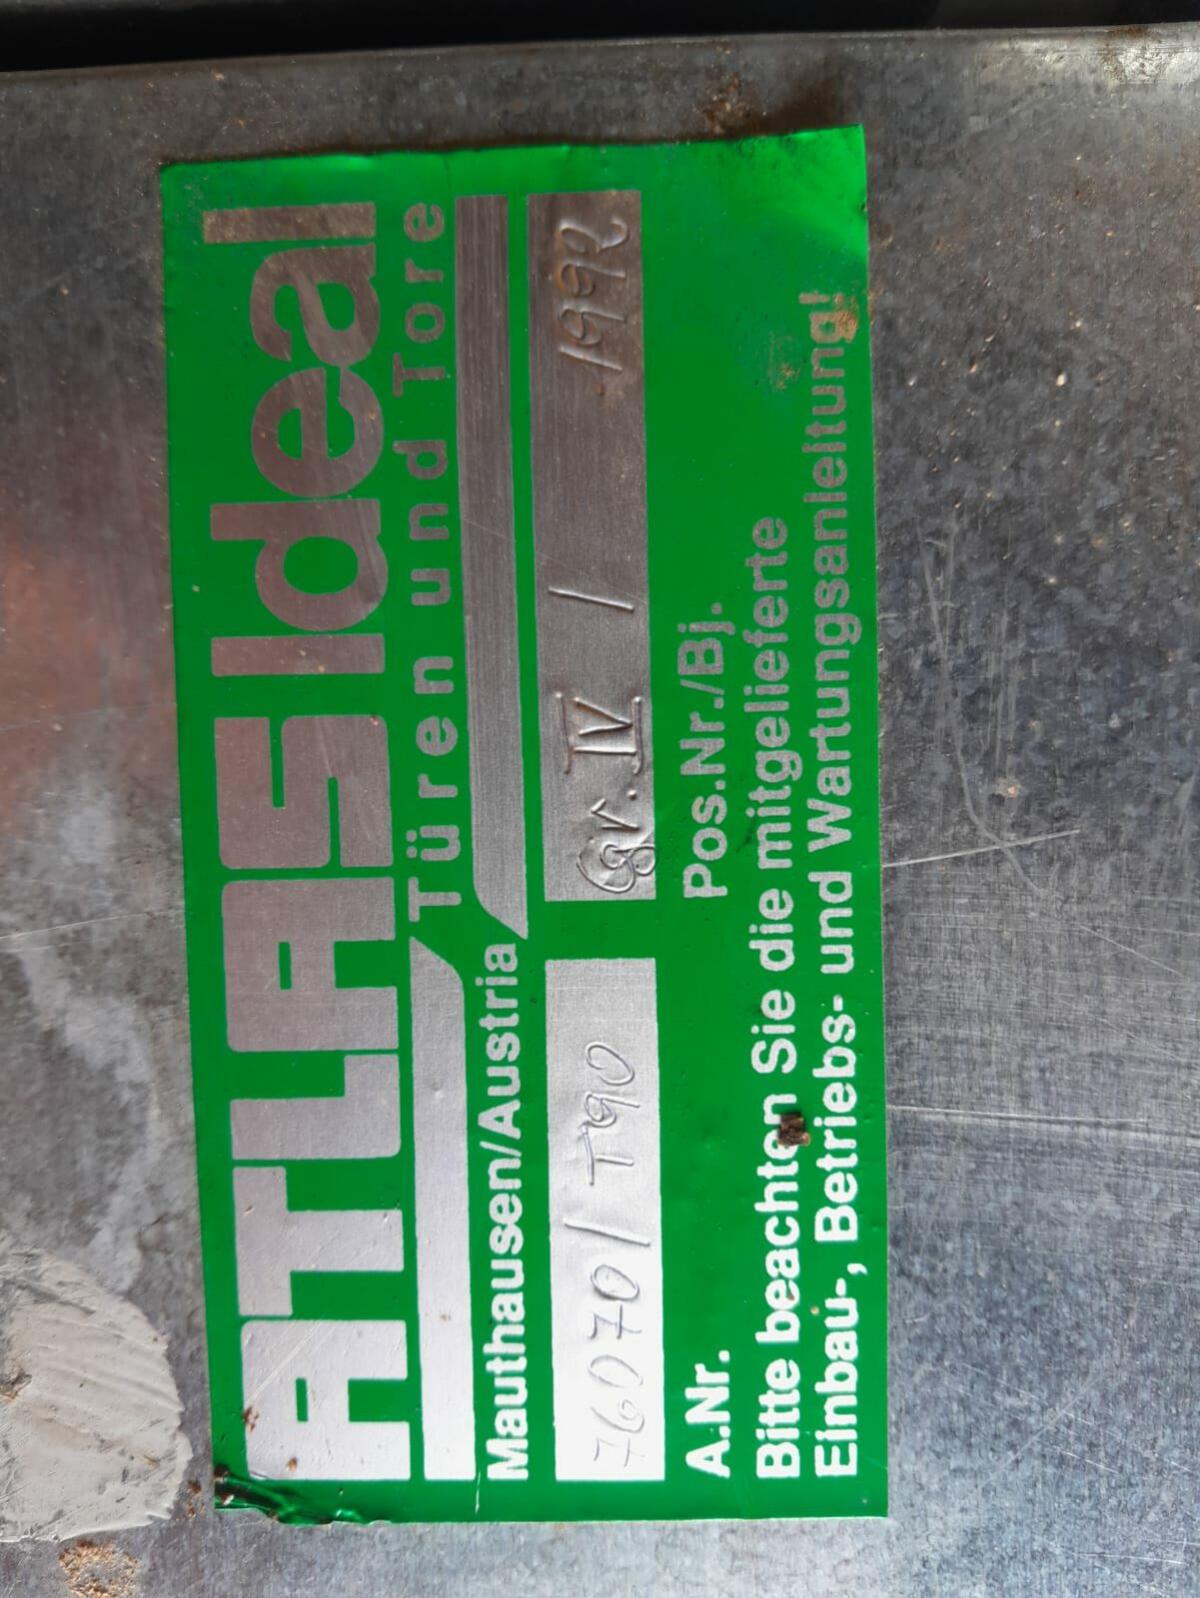 ATLAS Ideal
Türen und Tore
Mauthausen/Austria
76070/T90 Gr. IV / 1992
A.Nr. Pos.Nr./Bj.
Bitte beachten Sie die mitgelieferte
Einbau-, Betriebs- und Wartungsanleitung!